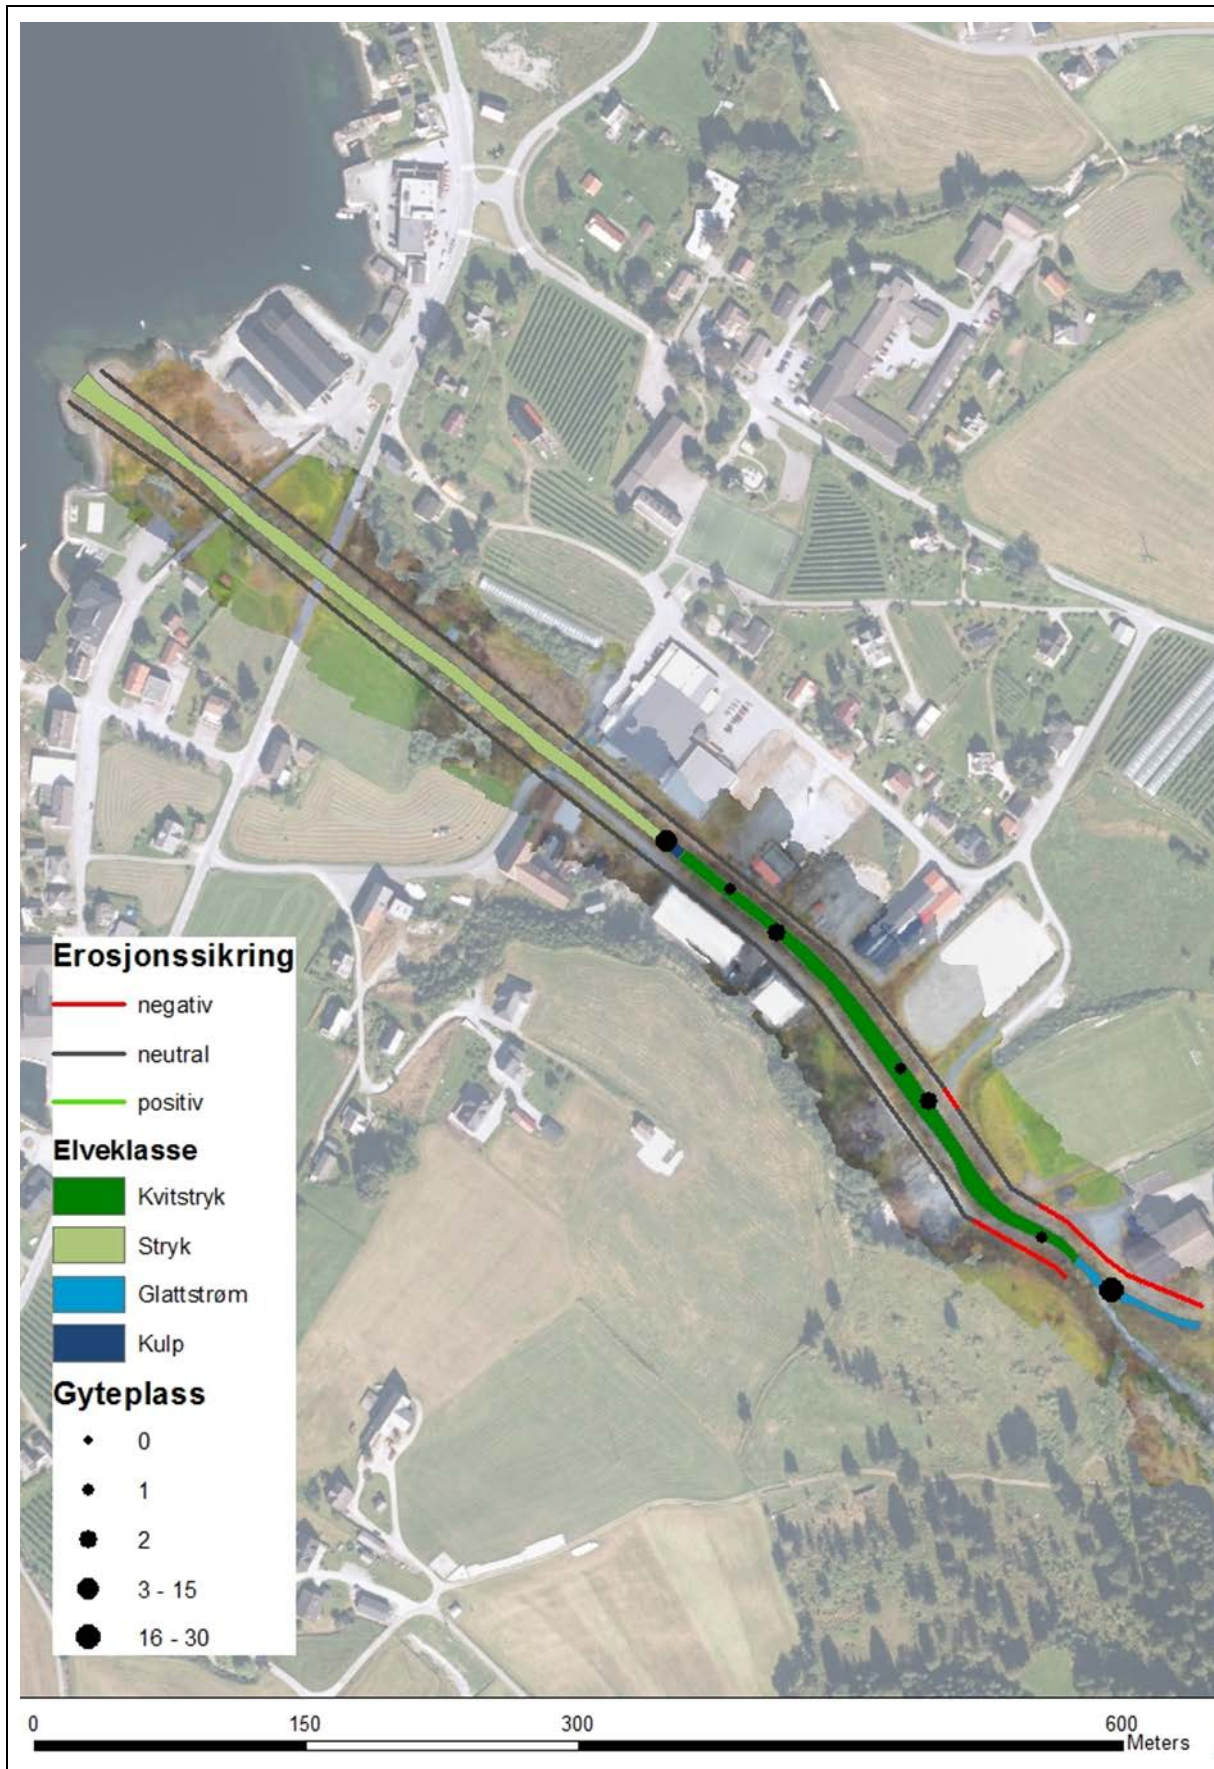 Erosjonssikring
negativ
neutral
positiv
Elveklasse
Kvitstryk
Stryk
Glattstrøm
Kulp
Gyteplass
0
1
2
3 - 15
16 - 30
0 150 300 600
Meters